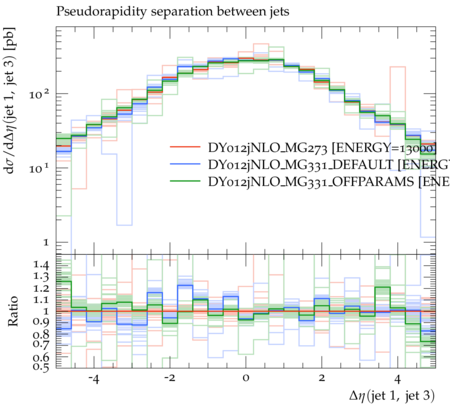 Pseudorapidity separation between jets
dσ/dΔη(jet 1, jet 3) [pb]
10²
10¹
1
DY012jNLO_MG273 [ENERGY=13000
DY012jNLO_MG331_DEFAULT [ENERGY
DY012jNLO_MG331_OFFPARAMS [ENE
Ratio
1.4
1.3
1.2
1.1
1
0.9
0.8
0.7
0.6
0.5
-4 -2 0 2 4
Δη(jet 1, jet 3)